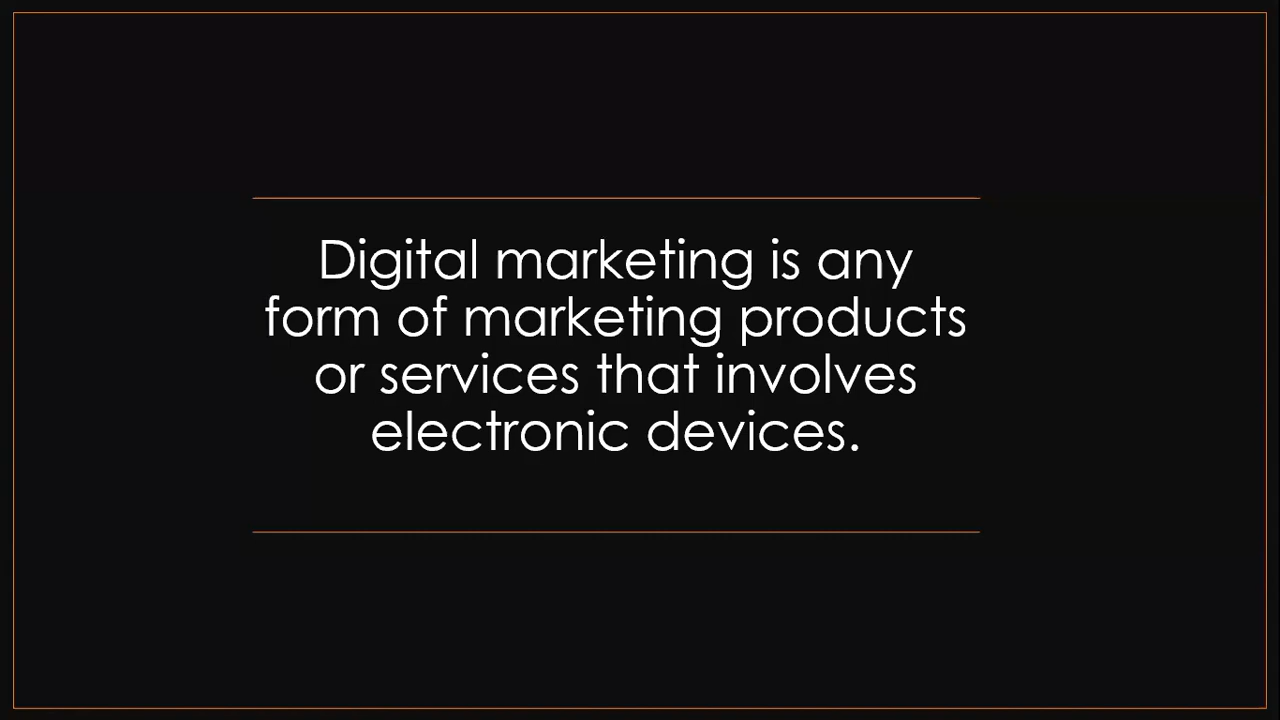 Digital marketing is any
form of marketing products
or services that involves
electronic devices.